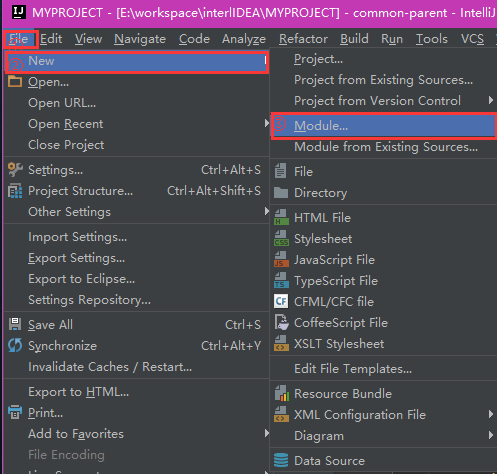 MYPROJECT - [E:\workspace\interlIDEA\MYPROJECT] - common-parent - IntelliJ
File Edit View Navigate Code Analyze Refactor Build Run Tools VCS
New
Open...
Open URL...
Open Recent
Close Project
Settings... Ctrl+Alt+S
Project Structure... Ctrl+Alt+Shift+S
Other Settings
Import Settings...
Export Settings...
Export to Eclipse...
Settings Repository...
Save All Ctrl+S
Synchronize Ctrl+Alt+Y
Invalidate Caches / Restart...
Export to HTML...
Print...
Add to Favorites
File Encoding
Project...
Project from Existing Sources...
Project from Version Control
Module...
Module from Existing Sources...
File
Directory
HTML File
Stylesheet
JavaScript File
TypeScript File
CFML/CFC file
CoffeeScript File
XSLT Stylesheet
Edit File Templates...
Resource Bundle
XML Configuration File
Diagram
Data Source